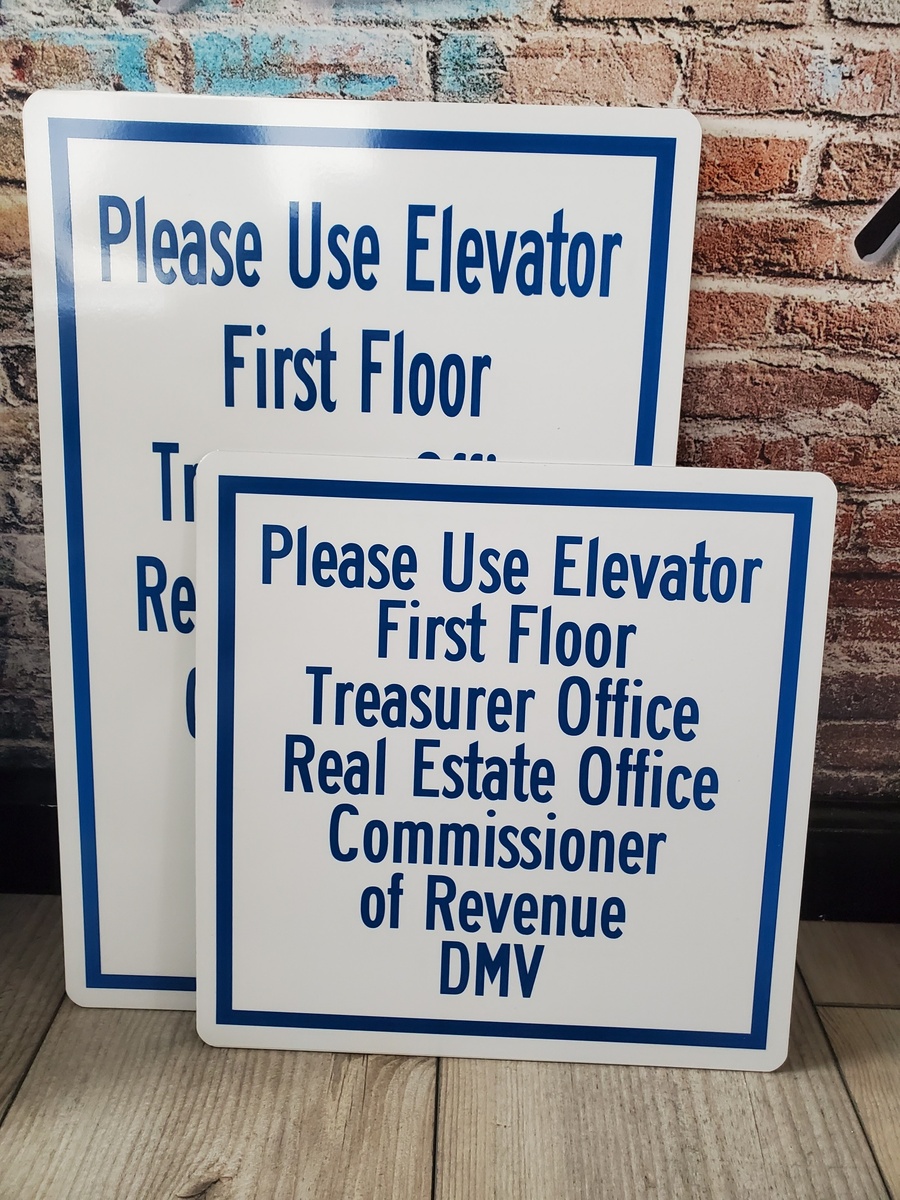 Please Use Elevator
First Floor
Please Use Elevator
First Floor
Treasurer Office
Real Estate Office
Commissioner
of Revenue
DMV